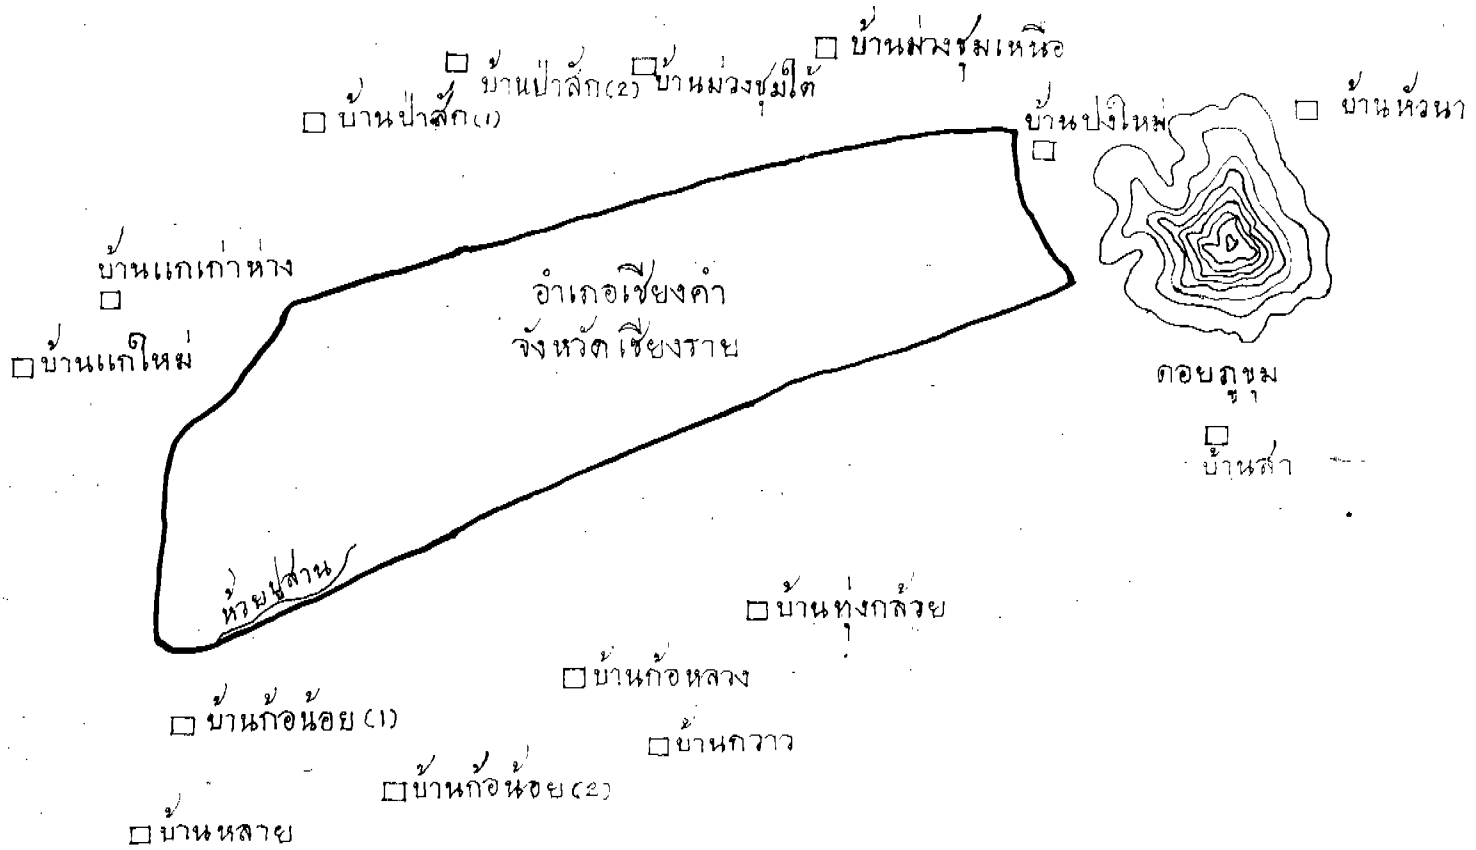 บ้านม่วงชุมเหนือ
บ้านป่าสัก(2)
บ้านม่วงชุมใต้
บ้านป่าสัก(1)
บ้านปงใหม่
บ้านหัวนา
บ้านแกเก่าห่าง
อำเภอเชียงคำ
จังหวัดเชียงราย
บ้านแกใหม่
ดอยภูขุม
บ้านสา
ห้วยปูสาน
บ้านทุ่งกล้วย
บ้านก้อหลวง
บ้านก้อน้อย(1)
บ้านกวาว
บ้านก้อน้อย(2)
บ้านหลาย